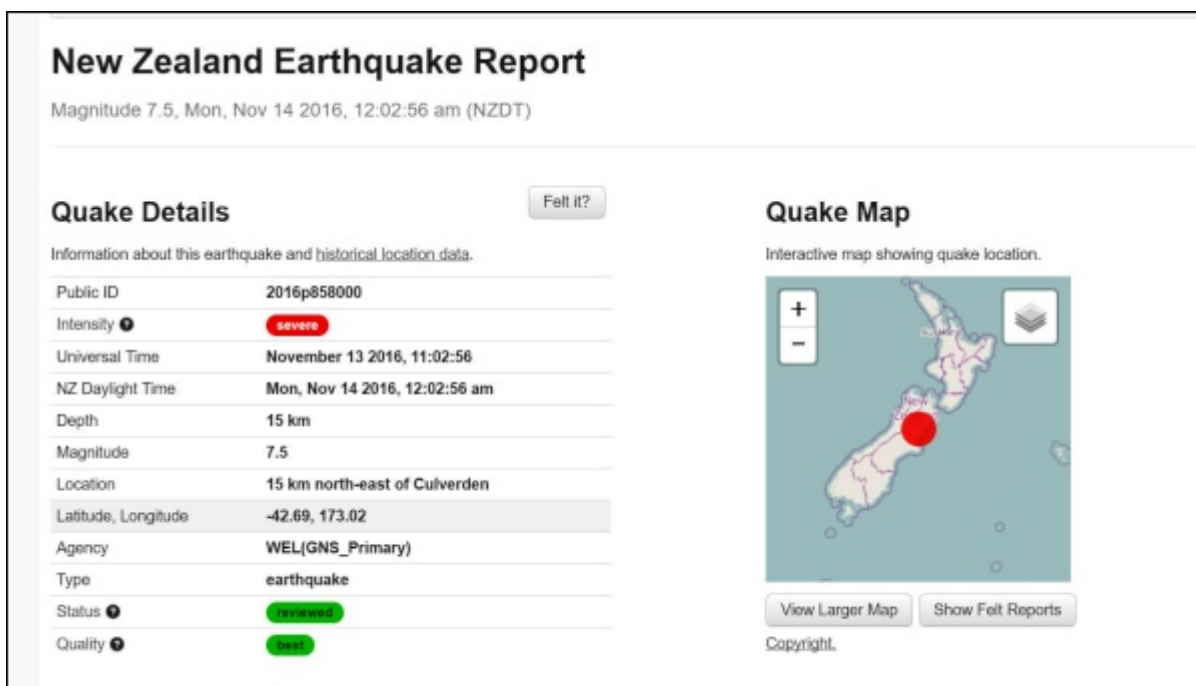 New Zealand Earthquake Report
Magnitude 7.5, Mon, Nov 14 2016, 12:02:56 am (NZDT)
Quake Details
Felt it?
Information about this earthquake and historical location data.
Public ID 2016p858000
Intensity severe
Universal Time November 13 2016, 11:02:56
NZ Daylight Time Mon, Nov 14 2016, 12:02:56 am
Depth 15 km
Magnitude 7.5
Location 15 km north-east of Culverden
Latitude, Longitude -42.69, 173.02
Agency WEL(GNS_Primary)
Type earthquake
Status reviewed
Quality best
Quake Map
Interactive map showing quake location.
+
−
New
View Larger Map
Show Felt Reports
Copyright.